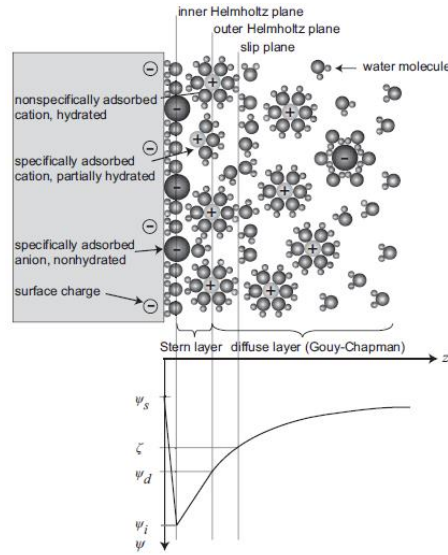 inner Helmholtz plane
outer Helmholtz plane
slip plane
water molecule
nonspecifically adsorbed
cation, hydrated
specifically adsorbed
cation, partially hydrated
specifically adsorbed
anion, nonhydrated
surface charge
Stern layer diffuse layer (Gouy-Chapman)
z
ψs
ζ
ψd
ψi
ψ